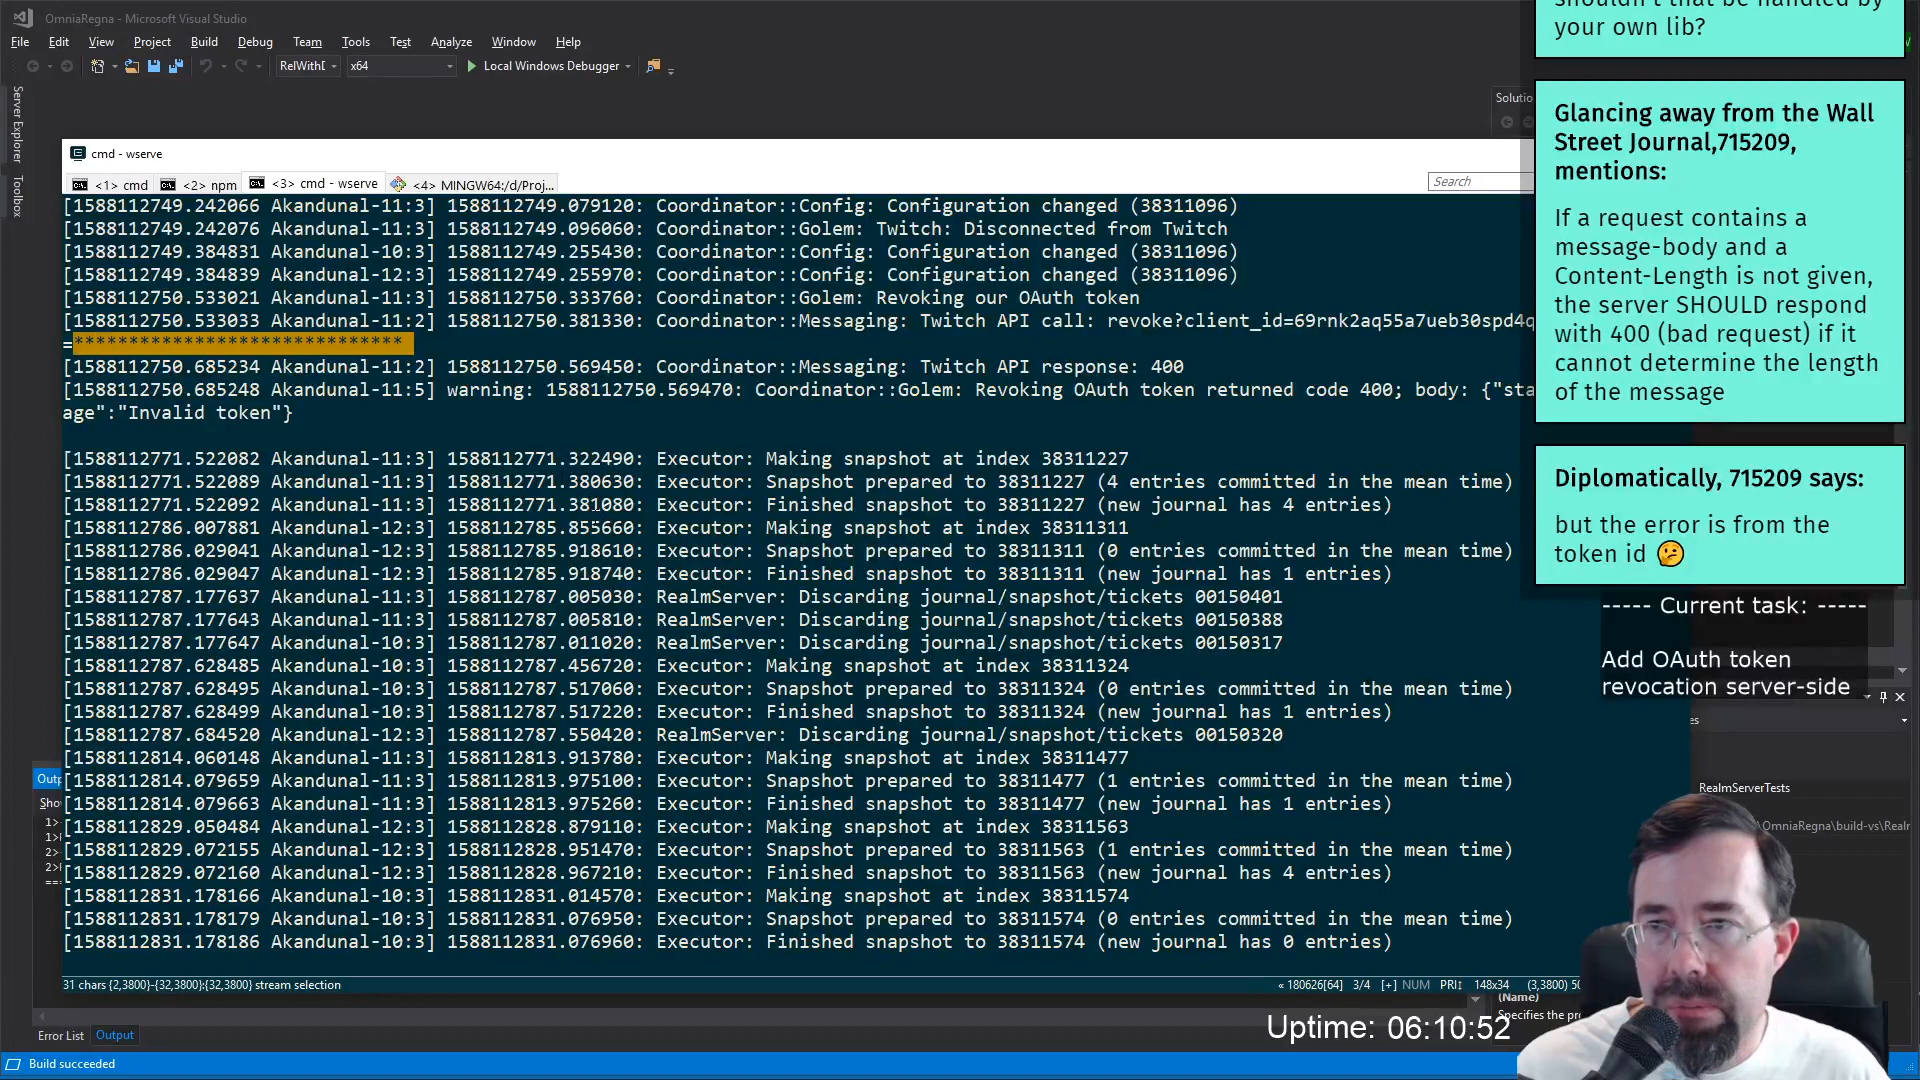 OmniaRegna - Microsoft Visual Studio
File Edit View Project Build Debug Team Tools Test Analyze Window Help
RelWithD x64 Local Windows Debugger
Server Explorer
Toolbox
Solutio
cmd - wserve
<1> cmd <2> npm <3> cmd - wserve <4> MINGW64:/d/Proj...
Search
[1588112749.242066 Akandunal-11:3] 1588112749.079120: Coordinator::Config: Configuration changed (38311096)
[1588112749.242076 Akandunal-11:3] 1588112749.096060: Coordinator::Golem: Twitch: Disconnected from Twitch
[1588112749.384831 Akandunal-10:3] 1588112749.255430: Coordinator::Config: Configuration changed (38311096)
[1588112749.384839 Akandunal-12:3] 1588112749.255970: Coordinator::Config: Configuration changed (38311096)
[1588112750.533021 Akandunal-11:3] 1588112750.333760: Coordinator::Golem: Revoking our OAuth token
[1588112750.533033 Akandunal-11:2] 1588112750.381330: Coordinator::Messaging: Twitch API call: revoke?client_id=69rnk2aq55a7ueb30spd4q
=******************************
[1588112750.685234 Akandunal-11:2] 1588112750.569450: Coordinator::Messaging: Twitch API response: 400
[1588112750.685248 Akandunal-11:5] warning: 1588112750.569470: Coordinator::Golem: Revoking OAuth token returned code 400; body: {"sta
age":"Invalid token"}
[1588112771.522082 Akandunal-11:3] 1588112771.322490: Executor: Making snapshot at index 38311227
[1588112771.522089 Akandunal-11:3] 1588112771.380630: Executor: Snapshot prepared to 38311227 (4 entries committed in the mean time)
[1588112771.522092 Akandunal-11:3] 1588112771.381080: Executor: Finished snapshot to 38311227 (new journal has 4 entries)
[1588112786.007881 Akandunal-12:3] 1588112785.855660: Executor: Making snapshot at index 38311311
[1588112786.029041 Akandunal-12:3] 1588112785.918610: Executor: Snapshot prepared to 38311311 (0 entries committed in the mean time)
[1588112786.029047 Akandunal-12:3] 1588112785.918740: Executor: Finished snapshot to 38311311 (new journal has 1 entries)
[1588112787.177637 Akandunal-11:3] 1588112787.005030: RealmServer: Discarding journal/snapshot/tickets 00150401
[1588112787.177643 Akandunal-11:3] 1588112787.005810: RealmServer: Discarding journal/snapshot/tickets 00150388
[1588112787.177647 Akandunal-10:3] 1588112787.011020: RealmServer: Discarding journal/snapshot/tickets 00150317
[1588112787.628485 Akandunal-10:3] 1588112787.456720: Executor: Making snapshot at index 38311324
[1588112787.628495 Akandunal-10:3] 1588112787.517060: Executor: Snapshot prepared to 38311324 (0 entries committed in the mean time)
[1588112787.628499 Akandunal-10:3] 1588112787.517220: Executor: Finished snapshot to 38311324 (new journal has 1 entries)
[1588112787.684520 Akandunal-12:3] 1588112787.550420: RealmServer: Discarding journal/snapshot/tickets 00150320
[1588112814.060148 Akandunal-11:3] 1588112813.913780: Executor: Making snapshot at index 38311477
[1588112814.079659 Akandunal-11:3] 1588112813.975100: Executor: Snapshot prepared to 38311477 (1 entries committed in the mean time)
[1588112814.079663 Akandunal-11:3] 1588112813.975260: Executor: Finished snapshot to 38311477 (new journal has 1 entries)
[1588112829.050484 Akandunal-12:3] 1588112828.879110: Executor: Making snapshot at index 38311563
[1588112829.072155 Akandunal-12:3] 1588112828.951470: Executor: Snapshot prepared to 38311563 (1 entries committed in the mean time)
[1588112829.072160 Akandunal-12:3] 1588112828.967210: Executor: Finished snapshot to 38311563 (new journal has 4 entries)
[1588112831.178166 Akandunal-10:3] 1588112831.014570: Executor: Making snapshot at index 38311574
[1588112831.178179 Akandunal-10:3] 1588112831.076950: Executor: Snapshot prepared to 38311574 (0 entries committed in the mean time)
[1588112831.178186 Akandunal-10:3] 1588112831.076960: Executor: Finished snapshot to 38311574 (new journal has 0 entries)
31 chars {2,3800}-{32,3800};{32,3800} stream selection
« 180626[64] 3/4 [+] NUM PRI↕ 148x34 (3,3800) 50
shouldn't that be handled by
your own lib?
Glancing away from the Wall
Street Journal,715209,
mentions:
If a request contains a
message-body and a
Content-Length is not given,
the server SHOULD respond
with 400 (bad request) if it
cannot determine the length
of the message
Diplomatically, 715209 says:
but the error is from the
token id 🤔
----- Current task: -----
Add OAuth token
revocation server-side
es
RealmServerTests
\OmniaRegna\build-vs\Real
Outp
Sho
1>
1>
2>
2>
==
(Name)
Specifies the pr
Uptime: 06:10:52
Error List Output
Build succeeded